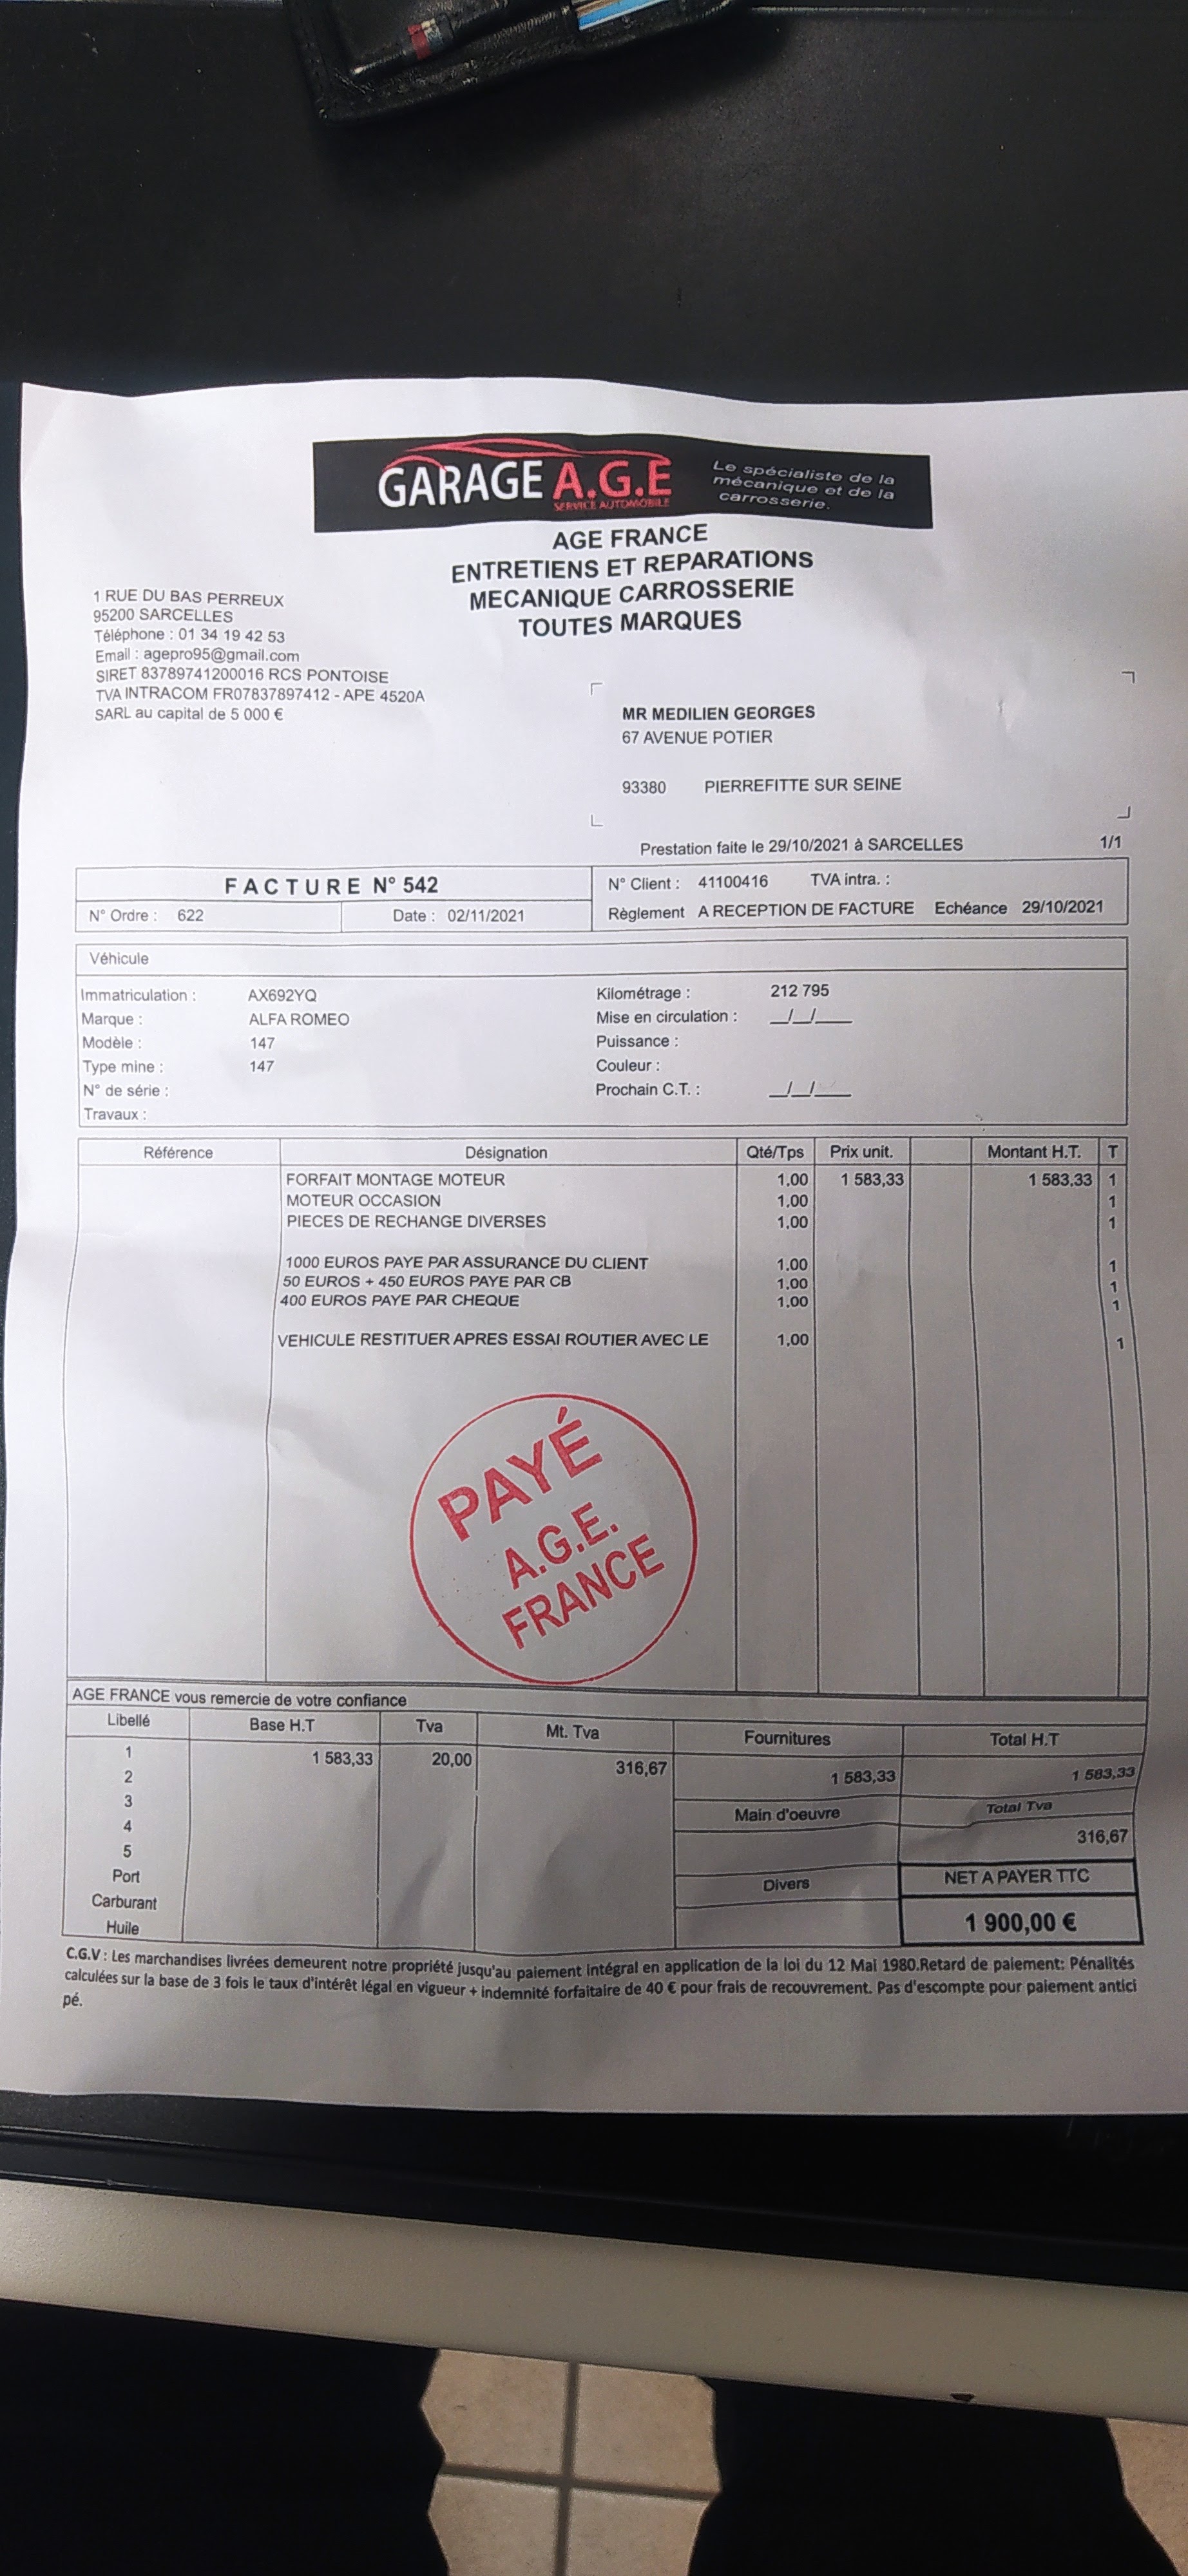 GARAGE A.G.E
SERVICE AUTOMOBILE
Le spécialiste de la
mécanique et de la
carrosserie.
AGE FRANCE
ENTRETIENS ET REPARATIONS
MECANIQUE CARROSSERIE
TOUTES MARQUES
1 RUE DU BAS PERREUX
95200 SARCELLES
Téléphone : 01 34 19 42 53
Email : agepro95@gmail.com
SIRET 83789741200016 RCS PONTOISE
TVA INTRACOM FR07837897412 - APE 4520A
SARL au capital de 5 000 €
MR MEDILIEN GEORGES
67 AVENUE POTIER
93380 PIERREFITTE SUR SEINE
Prestation faite le 29/10/2021 à SARCELLES 1/1
FACTURE N° 542
N° Ordre : 622 Date : 02/11/2021
N° Client : 41100416 TVA intra. :
Règlement A RECEPTION DE FACTURE Echéance 29/10/2021
Véhicule
Immatriculation : AX692YQ Kilométrage : 212 795
Marque : ALFA ROMEO Mise en circulation : __/__/____
Modèle : 147 Puissance :
Type mine : 147 Couleur :
N° de série : Prochain C.T. : __/__/____
Travaux :
Référence Désignation Qté/Tps Prix unit. Montant H.T. T
FORFAIT MONTAGE MOTEUR 1,00 1 583,33 1 583,33 1
MOTEUR OCCASION 1,00 1
PIECES DE RECHANGE DIVERSES 1,00 1
1000 EUROS PAYE PAR ASSURANCE DU CLIENT 1,00 1
50 EUROS + 450 EUROS PAYE PAR CB 1,00 1
400 EUROS PAYE PAR CHEQUE 1,00 1
VEHICULE RESTITUER APRES ESSAI ROUTIER AVEC LE 1,00 1
PAYÉ
A.G.E.
FRANCE
AGE FRANCE vous remercie de votre confiance
Libellé Base H.T Tva Mt. Tva Fournitures Total H.T
1 1 583,33 20,00 316,67 1 583,33 1 583,33
2
3 Main d'oeuvre Total Tva
4 316,67
5
Port Divers NET A PAYER TTC
Carburant
Huile 1 900,00 €
C.G.V : Les marchandises livrées demeurent notre propriété jusqu'au paiement intégral en application de la loi du 12 Mai 1980.Retard de paiement: Pénalités
calculées sur la base de 3 fois le taux d'intérêt légal en vigueur + indemnité forfaitaire de 40 € pour frais de recouvrement. Pas d'escompte pour paiement antici
pé.